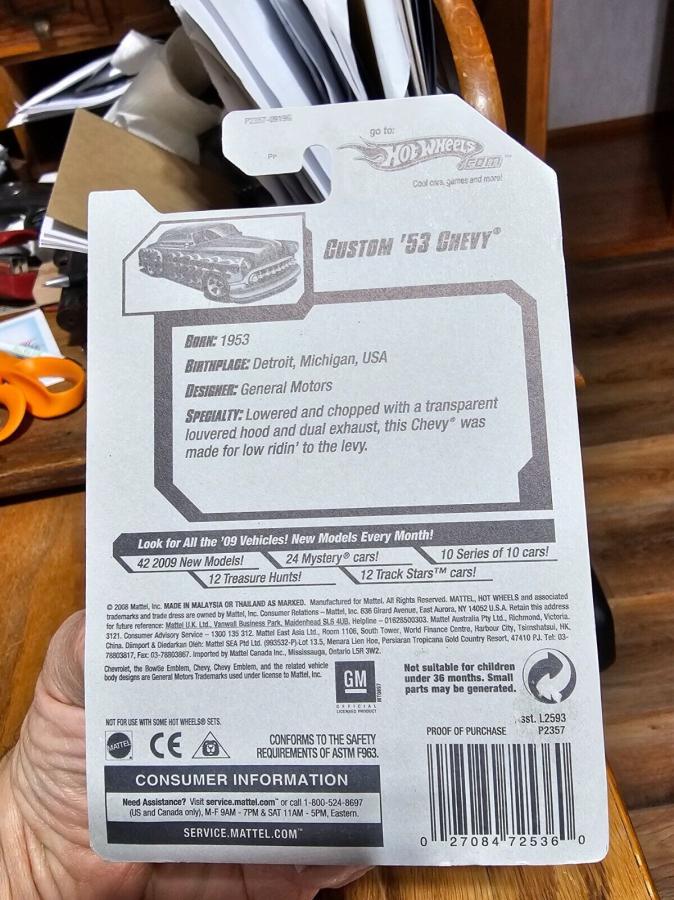 P2357-0919G
go to:
HOT WHEELS
.COM™
Cool cars, games and more!
CUSTOM '53 CHEVY®
BORN: 1953
BIRTHPLACE: Detroit, Michigan, USA
DESIGNER: General Motors
SPECIALTY: Lowered and chopped with a transparent
louvered hood and dual exhaust, this Chevy® was
made for low ridin' to the levy.
Look for All the '09 Vehicles! New Models Every Month!
42 2009 New Models! 24 Mystery® cars! 10 Series of 10 cars!
12 Treasure Hunts! 12 Track Stars™ cars!
© 2008 Mattel, Inc. MADE IN MALAYSIA OR THAILAND AS MARKED. Manufactured for Mattel. All Rights Reserved. MATTEL, HOT WHEELS and associated
trademarks and trade dress are owned by Mattel, Inc. Consumer Relations – Mattel, Inc. 636 Girard Avenue, East Aurora, NY 14052 U.S.A. Retain this address
for future reference: Mattel U.K. Ltd., Vanwall Business Park, Maidenhead SL6 4UB. Helpline – 01628500303. Mattel Australia Pty Ltd., Richmond, Victoria.
3121. Consumer Advisory Service – 1300 135 312. Mattel East Asia Ltd., Room 1106, South Tower, World Finance Centre, Harbour City, Tsimshatsui, HK,
China. Diimport & Diedarkan Oleh: Mattel SEA Ptd Ltd. (993532-P)-Lot 13.5, Menara Lien Hoe, Persiaran Tropicana Gold Country Resort, 47410 PJ. Tel: 03-
78803817, Fax: 03-78803867. Imported by Mattel Canada Inc., Mississauga, Ontario L5R 3W2.
Chevrolet, the Bowtie Emblem, Chevy, Chevy Emblem, and the related vehicle
body designs are General Motors Trademarks used under license to Mattel, Inc.
GM
OFFICIAL
LICENSED PRODUCT
Not suitable for children
under 36 months. Small
parts may be generated.
NOT FOR USE WITH SOME HOT WHEELS® SETS.
MATTEL
CE
CONFORMS TO THE SAFETY
REQUIREMENTS OF ASTM F963.
CONSUMER INFORMATION
Need Assistance? Visit service.mattel.com™ or call 1-800-524-8697
(US and Canada only), M-F 9AM - 7PM & SAT 11AM - 5PM, Eastern.
SERVICE.MATTEL.COM™
sst. L2593
PROOF OF PURCHASE P2357
0 27084 72536 0